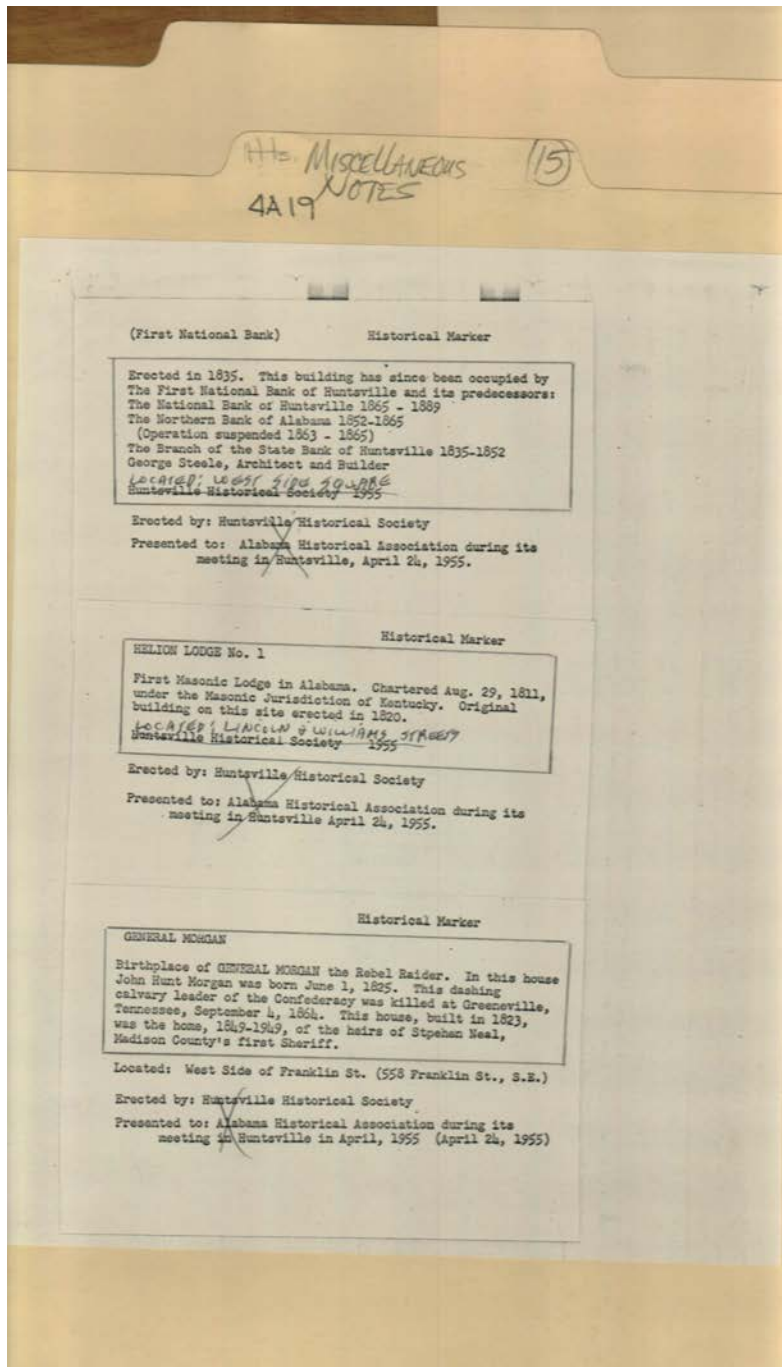 HHS MISCELLANEOUS (15)
4A19 NOTES
(First National Bank) Historical Marker
Erected in 1835. This building has since been occupied by
The First National Bank of Huntsville and its predecessors:
The National Bank of Huntsville 1865 - 1889
The Northern Bank of Alabama 1852-1865
(Operation suspended 1863 - 1865)
The Branch of the State Bank of Huntsville 1835-1852
George Steele, Architect and Builder
LOCATED: WEST SIDE SQUARE
Huntsville Historical Society 1955
Erected by: Huntsville Historical Society
Presented to: Alabama Historical Association during its
meeting in Huntsville, April 24, 1955.
Historical Marker
HELION LODGE No. 1
First Masonic Lodge in Alabama. Chartered Aug. 29, 1811,
under the Masonic Jurisdiction of Kentucky. Original
building on this site erected in 1820.
LOCATED: LINCOLN & WILLIAMS STREETS
Huntsville Historical Society 1955
Erected by: Huntsville Historical Society
Presented to: Alabama Historical Association during its
meeting in Huntsville April 24, 1955.
Historical Marker
GENERAL MORGAN
Birthplace of GENERAL MORGAN the Rebel Raider. In this house
John Hunt Morgan was born June 1, 1825. This dashing
calvary leader of the Confederacy was killed at Greeneville,
Tennessee, September 4, 1864. This house, built in 1823,
was the home, 1849-1949, of the heirs of Stpehen Neal,
Madison County's first Sheriff.
Located: West Side of Franklin St. (558 Franklin St., S.E.)
Erected by: Huntsville Historical Society
Presented to: Alabama Historical Association during its
meeting in Huntsville in April, 1955 (April 24, 1955)